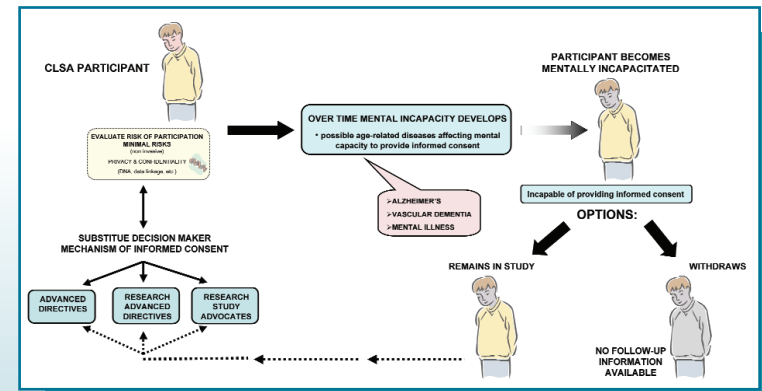 CLSA PARTICIPANT
EVALUATE RISK OF PARTICIPATION
MINIMAL RISKS
(non invasive)
PRIVACY & CONFIDENTIALITY
(DNA, data linkage, etc.)
OVER TIME MENTAL INCAPACITY DEVELOPS
• possible age-related diseases affecting mental
capacity to provide informed consent
➢ALZHEIMER'S
➢VASCULAR DEMENTIA
➢MENTAL ILLNESS
PARTICIPANT BECOMES
MENTALLY INCAPACITATED
Incapable of providing informed consent
OPTIONS:
REMAINS IN STUDY
WITHDRAWS
NO FOLLOW-UP
INFORMATION
AVAILABLE
SUBSTITUE DECISION MAKER
MECHANISM OF INFORMED CONSENT
ADVANCED
DIRECTIVES
RESEARCH
ADVANCED
DIRECTIVES
RESEARCH
STUDY
ADVOCATES